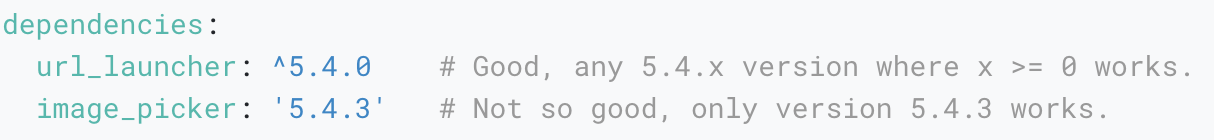 dependencies:
  url_launcher: ^5.4.0    # Good, any 5.4.x version where x >= 0 works.
  image_picker: '5.4.3'   # Not so good, only version 5.4.3 works.